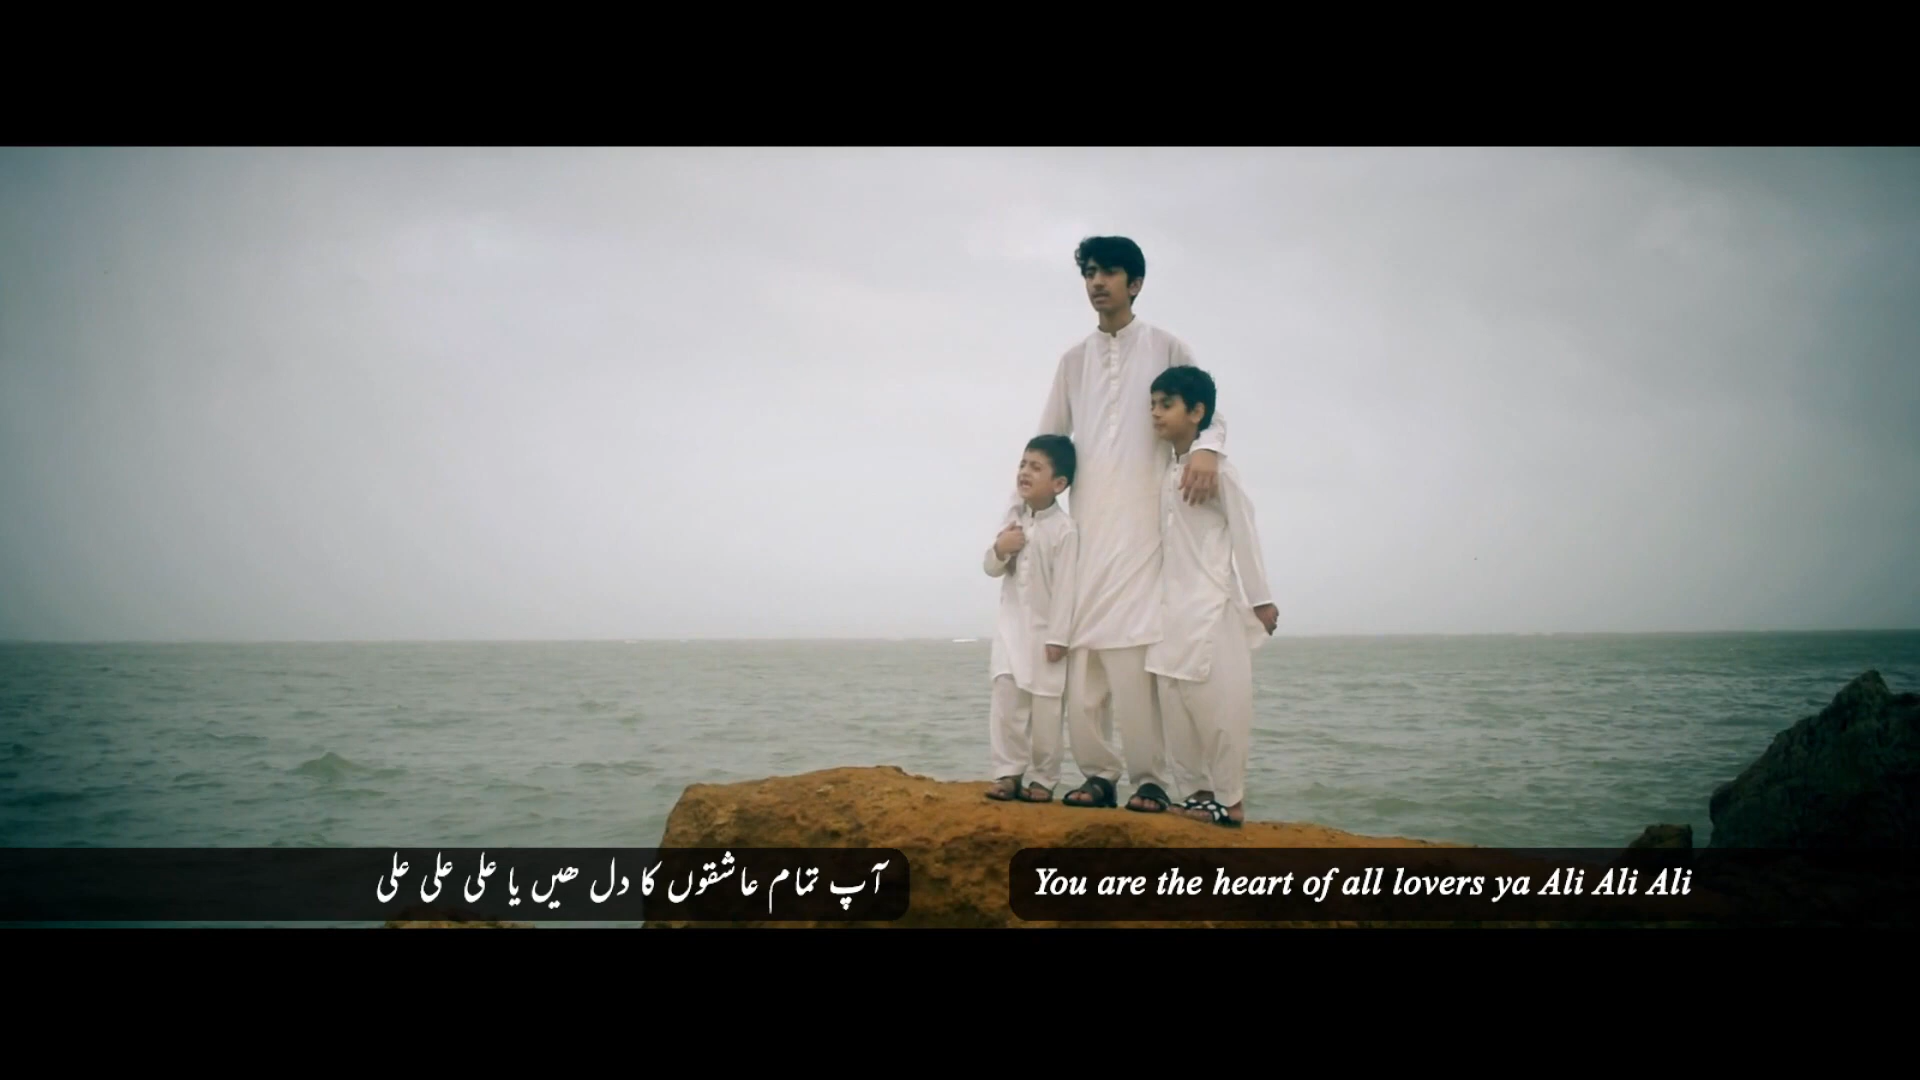 آپ تمام عاشقوں کا دل ھیں یا علی علی علی
You are the heart of all lovers ya Ali Ali Ali